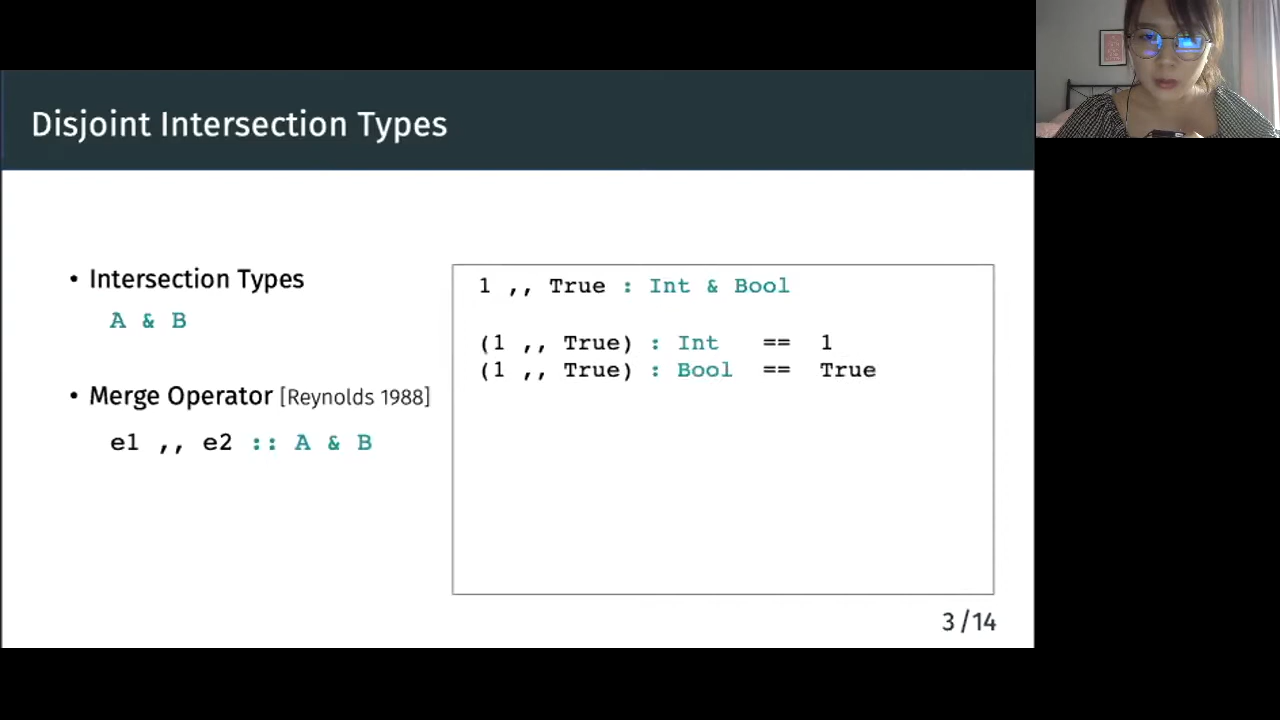 Disjoint Intersection Types
• Intersection Types
A & B
• Merge Operator [Reynolds 1988]
e1 ,, e2 :: A & B
1 ,, True : Int & Bool
(1 ,, True) : Int == 1
(1 ,, True) : Bool == True
3 / 14